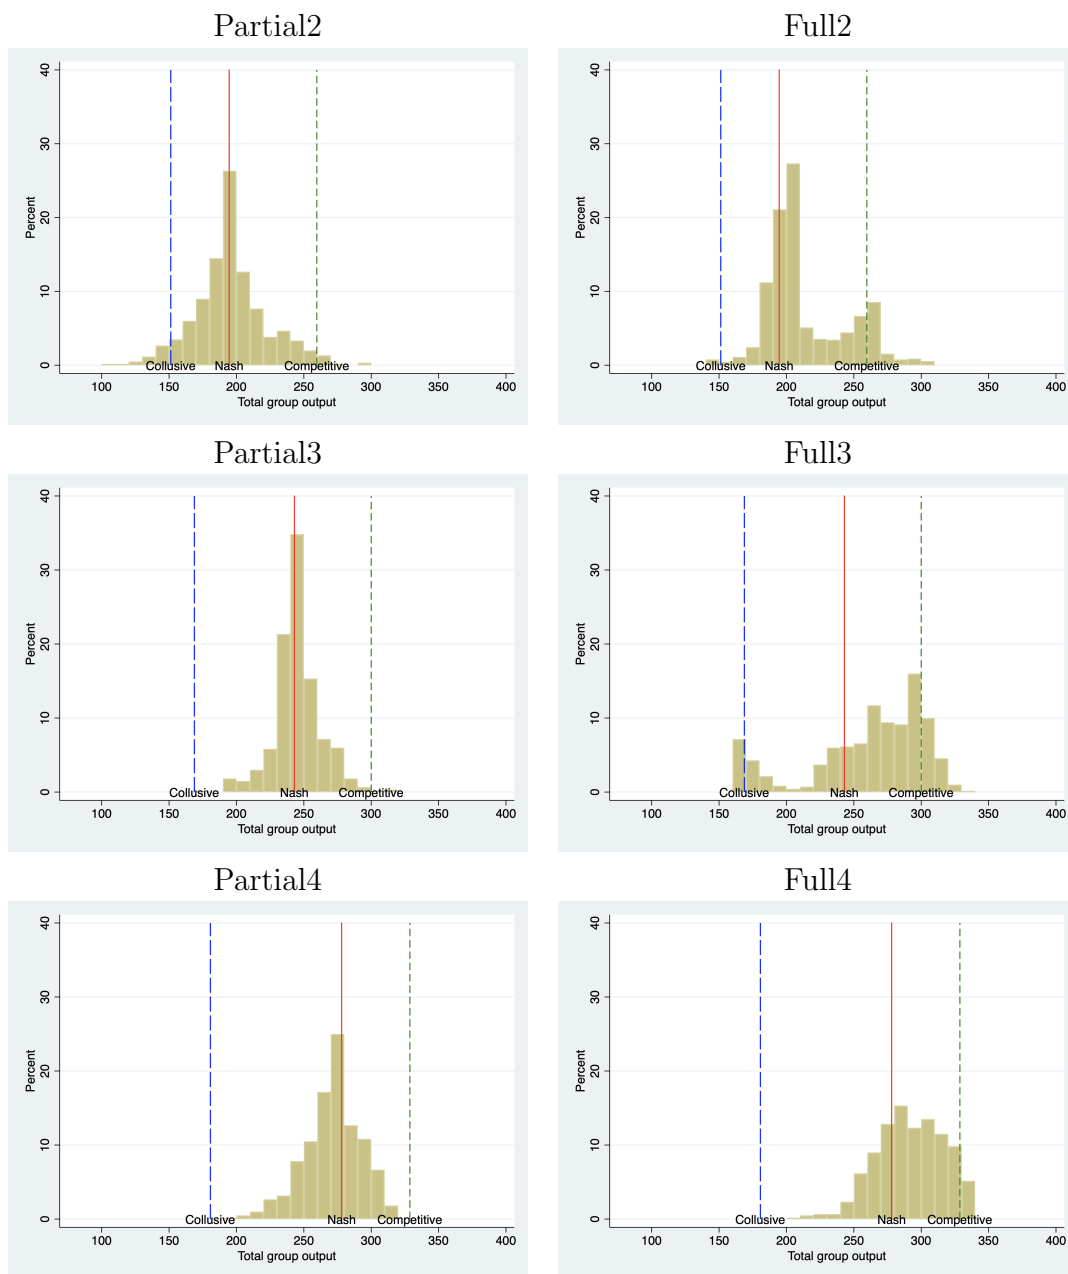 Partial2
Full2
40
30
20
10
0
Percent
Collusive Nash Competitive
100 150 200 250 300 350 400
Total group output
40
30
20
10
0
Percent
Collusive Nash Competitive
100 150 200 250 300 350 400
Total group output
Partial3
Full3
40
30
20
10
0
Percent
Collusive Nash Competitive
100 150 200 250 300 350 400
Total group output
40
30
20
10
0
Percent
Collusive Nash Competitive
100 150 200 250 300 350 400
Total group output
Partial4
Full4
40
30
20
10
0
Percent
Collusive Nash Competitive
100 150 200 250 300 350 400
Total group output
40
30
20
10
0
Percent
Collusive Nash Competitive
100 150 200 250 300 350 400
Total group output